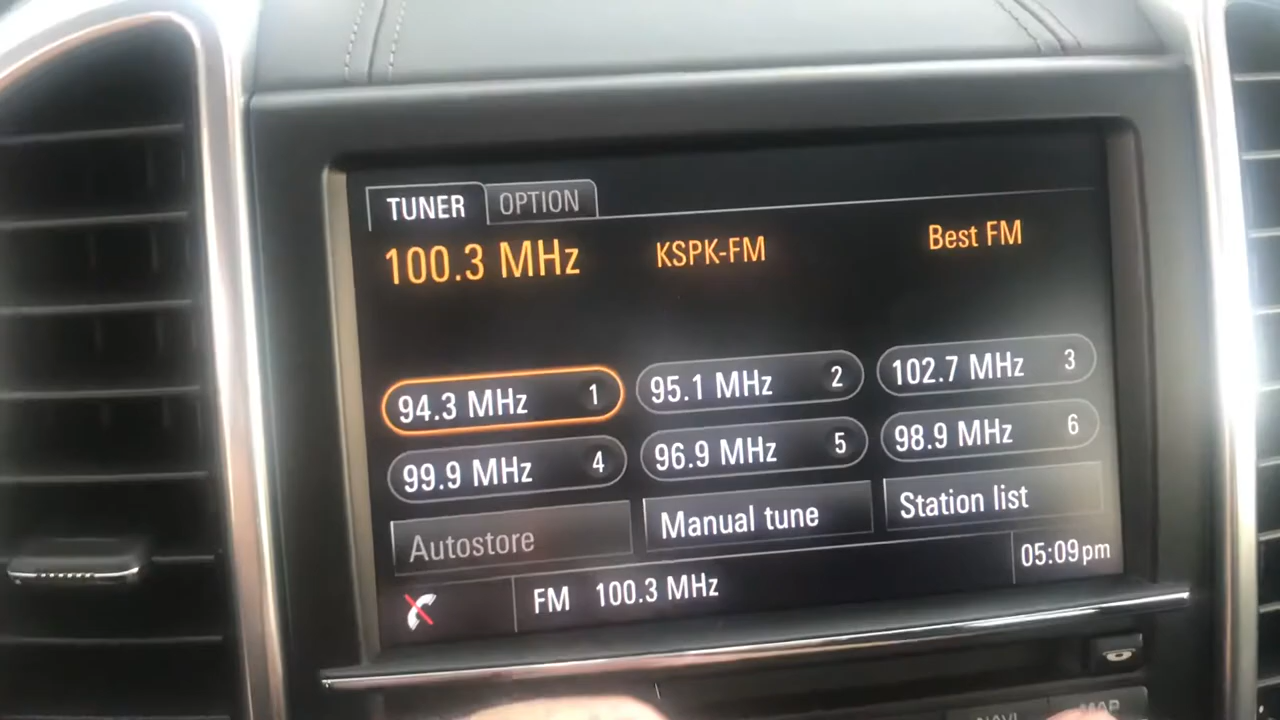 TUNER OPTION
100.3 MHz KSPK-FM Best FM
94.3 MHz 1 95.1 MHz 2 102.7 MHz 3
99.9 MHz 4 96.9 MHz 5 98.9 MHz 6
Autostore Manual tune Station list
FM 100.3 MHz 05:09pm
MAP